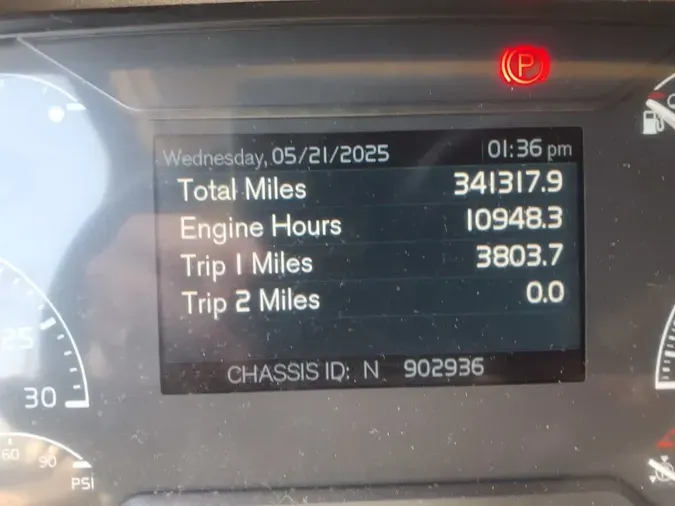 P
Wednesday, 05/21/2025 01:36 pm
Total Miles 341317.9
Engine Hours 10948.3
Trip 1 Miles 3803.7
Trip 2 Miles 0.0
CHASSIS ID: N 902936
25
30
60 90
PSI